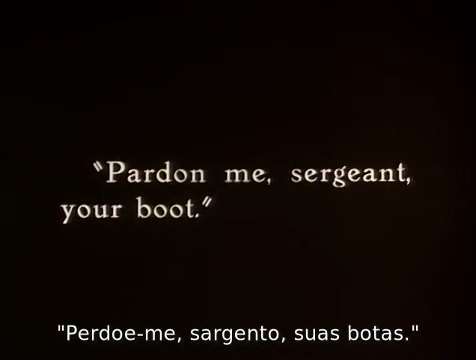 "Pardon me, sergeant,
your boot."
"Perdoe-me, sargento, suas botas."